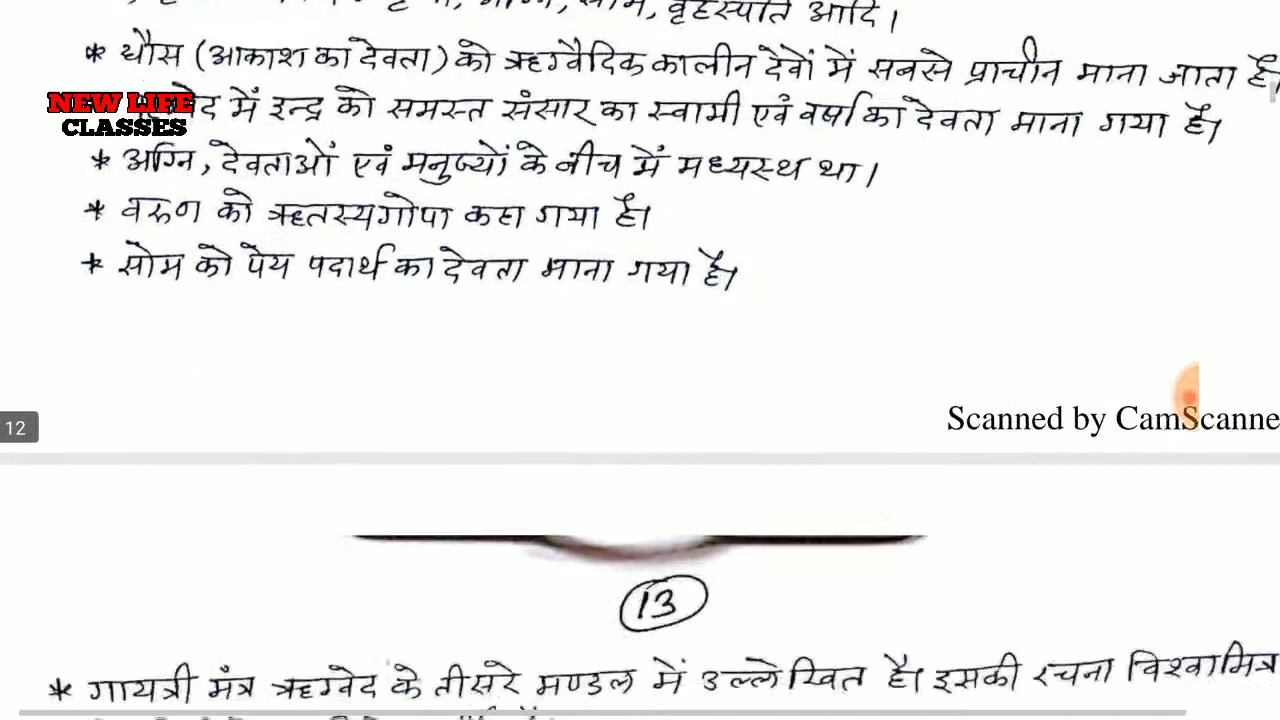 सोम, वृहस्पति आदि।
* द्यौस (आकाश का देवता) को ऋग्वैदिक कालीन देवों में सबसे प्राचीन माना जाता है।
NEW LIFE
CLASSES
वेद में इन्द्र को समस्त संसार का स्वामी एवं वर्षा का देवता माना गया है।
* अग्नि, देवताओं एवं मनुष्यों के बीच में मध्यस्थ था।
* वरुण को ऋतस्यगोपा कहा गया है।
* सोम को पेय पदार्थ का देवता माना गया है।
12
Scanned by CamScanne
13
* गायत्री मंत्र ऋग्वेद के तीसरे मण्डल में उल्लेखित है। इसकी रचना विश्वामित्र